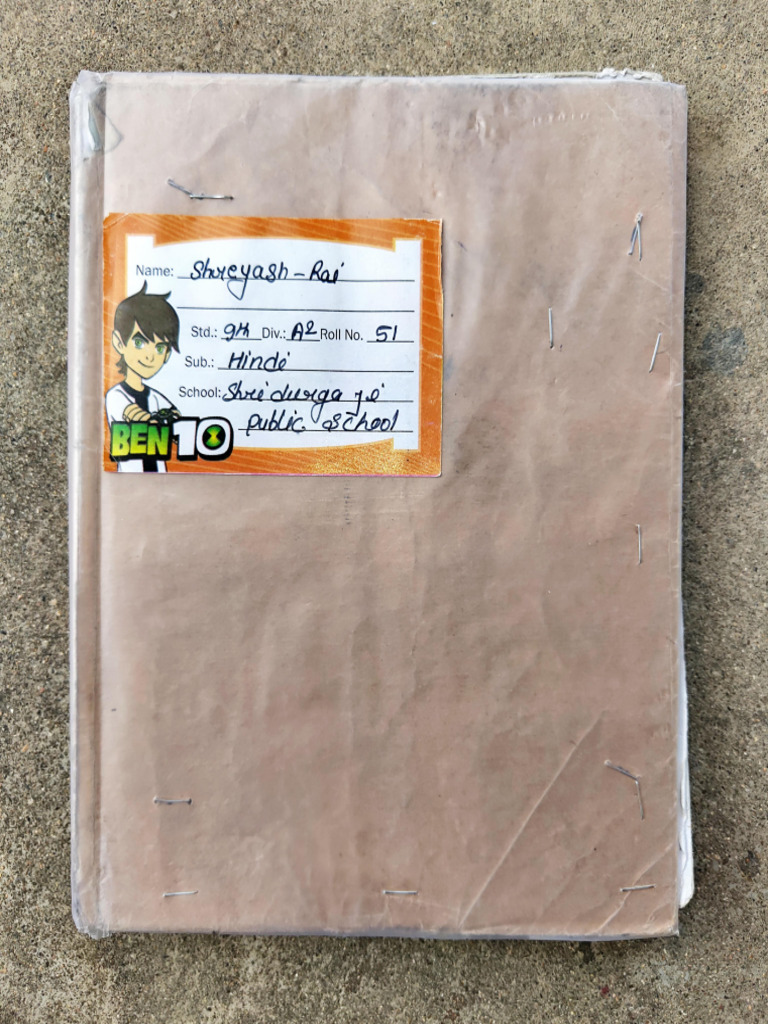 Name: Shreyash - Rai
Std.: 9th Div.: A2 Roll No. 51
Sub.: Hindi
School: Shri durga ji
public school
BEN 10